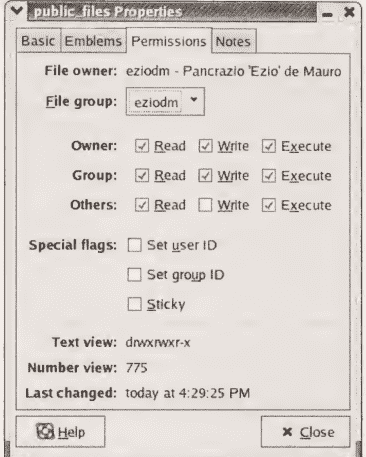 public_files Properties
Basic Emblems Permissions Notes
File owner: eziodm - Pancrazio 'Ezio' de Mauro
File group: eziodm
Owner: Read Write Execute
Group: Read Write Execute
Others: Read Write Execute
Special flags: Set user ID
Set group ID
Sticky
Text view: drwxrwxr-x
Number view: 775
Last changed: today at 4:29:25 PM
Help Close